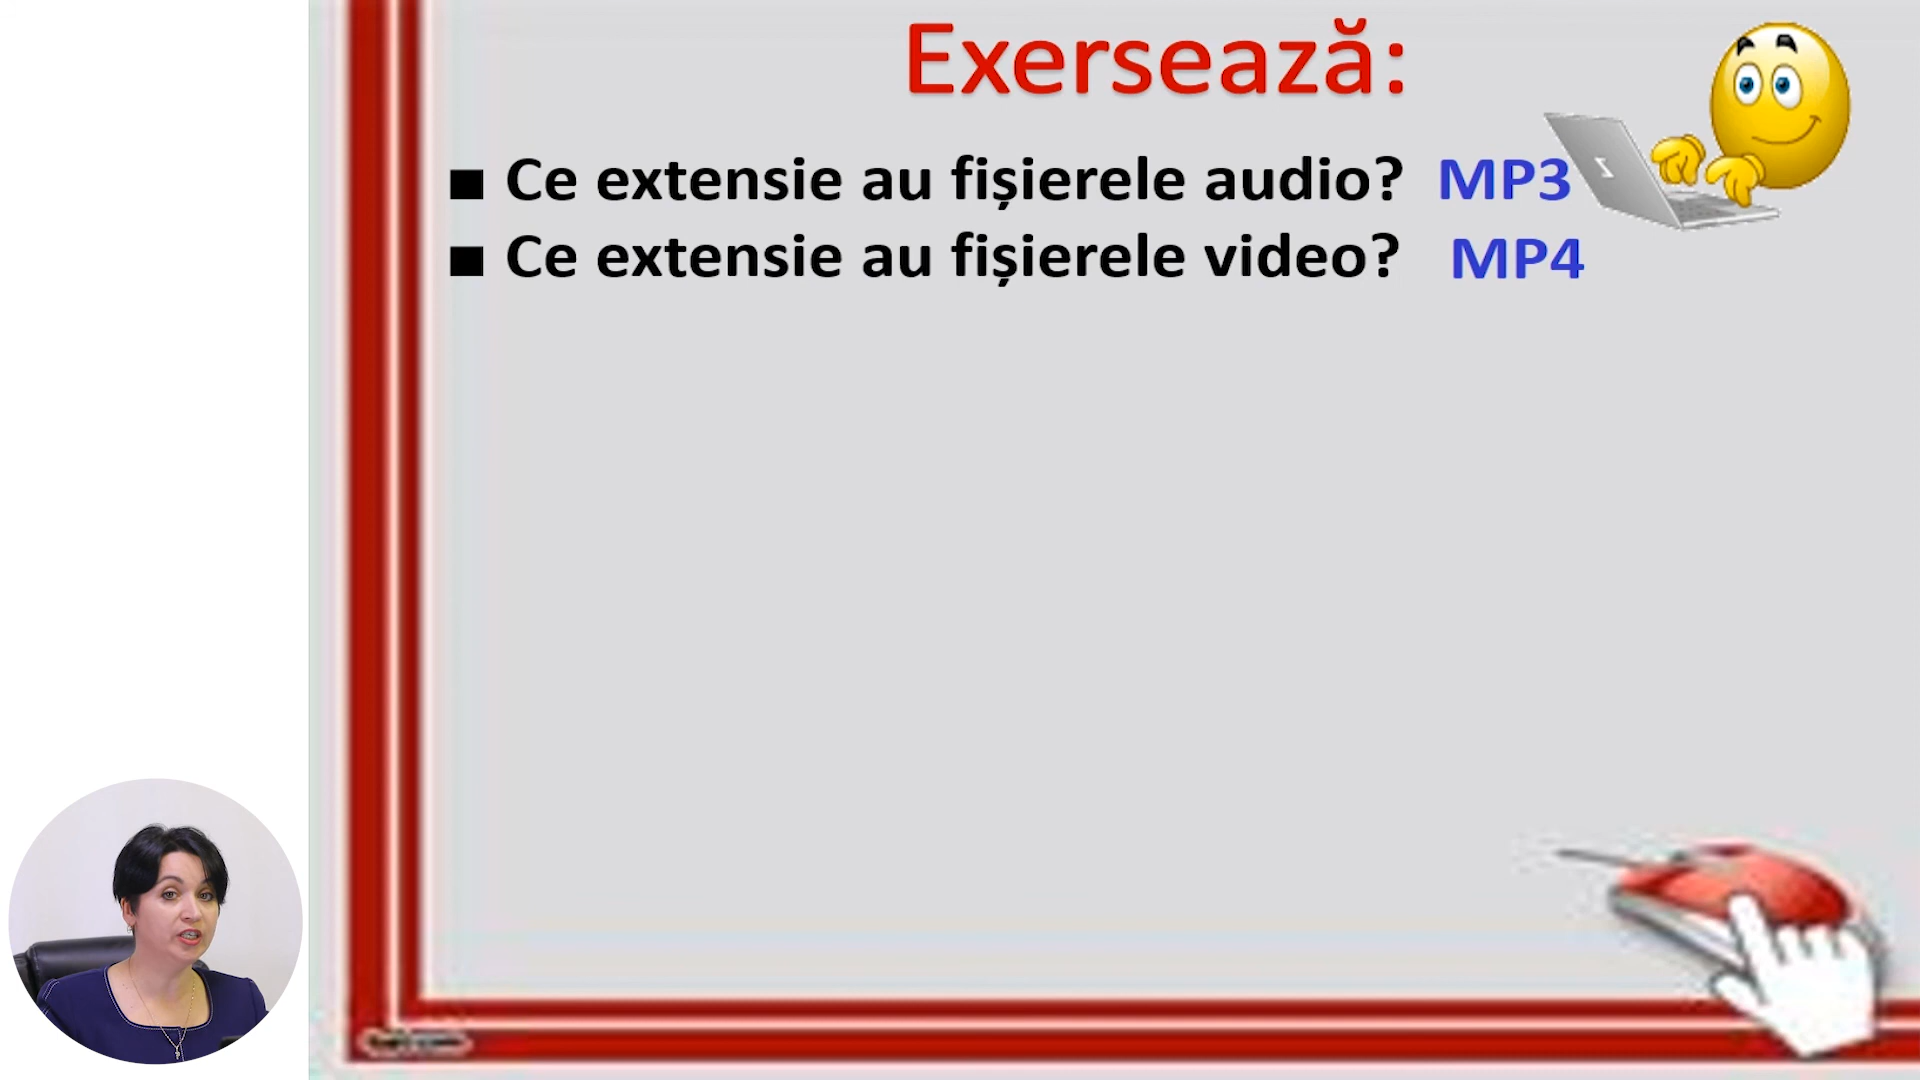 Exersează:
▪ Ce extensie au fișierele audio? MP3
▪ Ce extensie au fișierele video? MP4